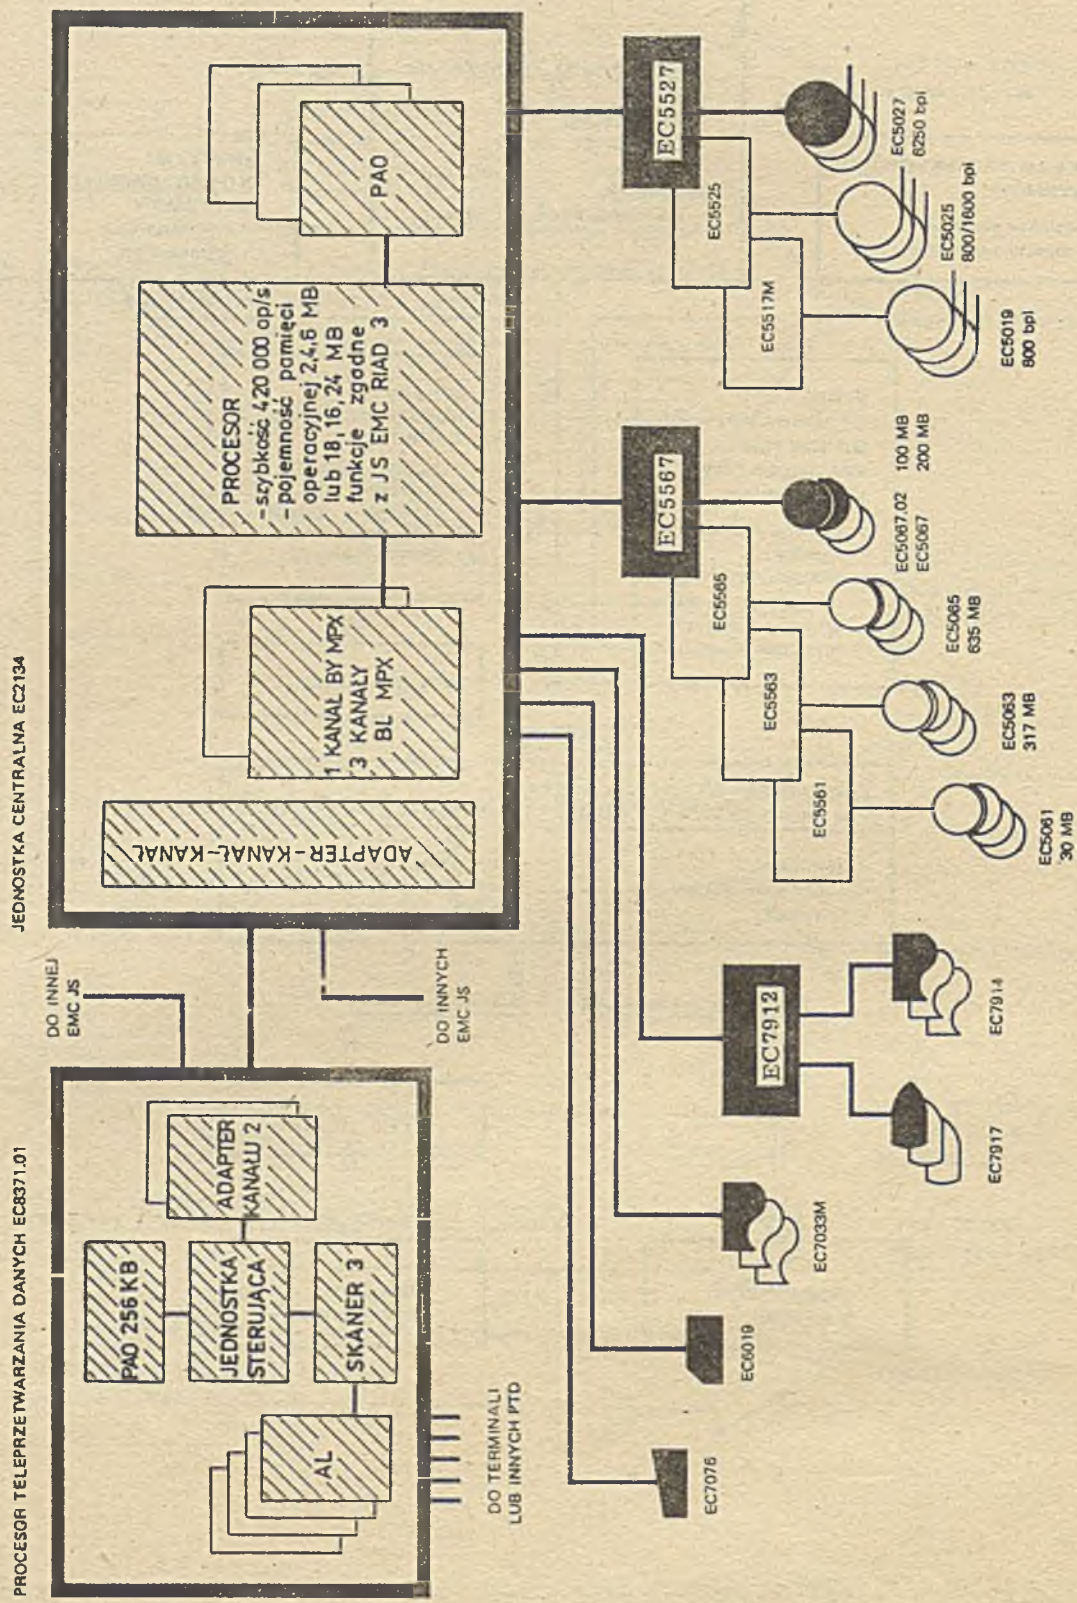 PROCESOR TELEPRZETWARZANIA DANYCH EC8371.01
JEDNOSTKA CENTRALNA EC2134
PAO 256 KB
JEDNOSTKA
STERUJĄCA
SKANER 3
ADAPTER
KANAŁU 2
AL
DO TERMINALI
LUB INNYCH PTD
DO INNEJ
EMC JS
DO INNYCH
EMC JS
ADAPTER-KANAŁ-KANAŁ
1 KANAŁ BY MPX
3 KANAŁY
BL MPX
PROCESOR
-szybkość 420 000 op/s
-pojemność pamięci
operacyjnej 2,4,6 MB
lub 18,16,24 MB
funkcje zgodne
z JS EMC RIAD 3
PAO
EC7076
EC6019
EC7033M
EC7912
EC7917
EC7914
EC5567
EC5565
EC5563
EC5561
EC5061
30 MB
EC5063
317 MB
EC5065
635 MB
EC5067.02 100 MB
EC5067 200 MB
EC5527
EC5525
EC5517M
EC5019
800 bpi
EC5025
800/1600 bpi
EC5027
6250 bpi